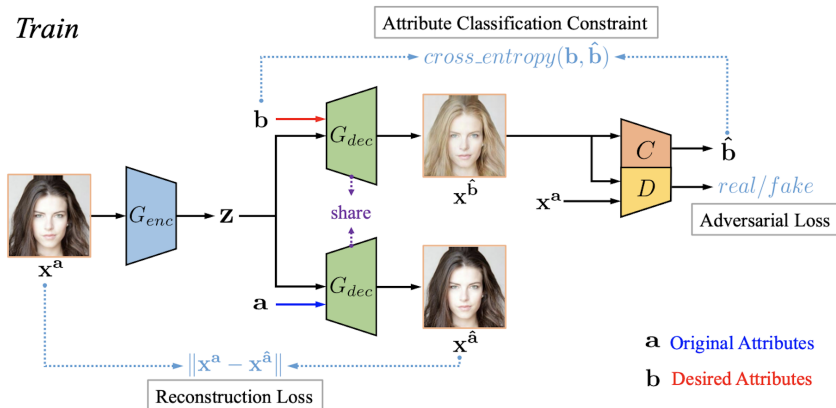 Train
Attribute Classification Constraint
cross_entropy(b, b̂)
b
G_dec
x^b̂
C
b̂
D
real/fake
x^a
Adversarial Loss
x^a
G_enc
z
share
a
G_dec
x^â
‖x^a − x^â‖
Reconstruction Loss
a Original Attributes
b Desired Attributes